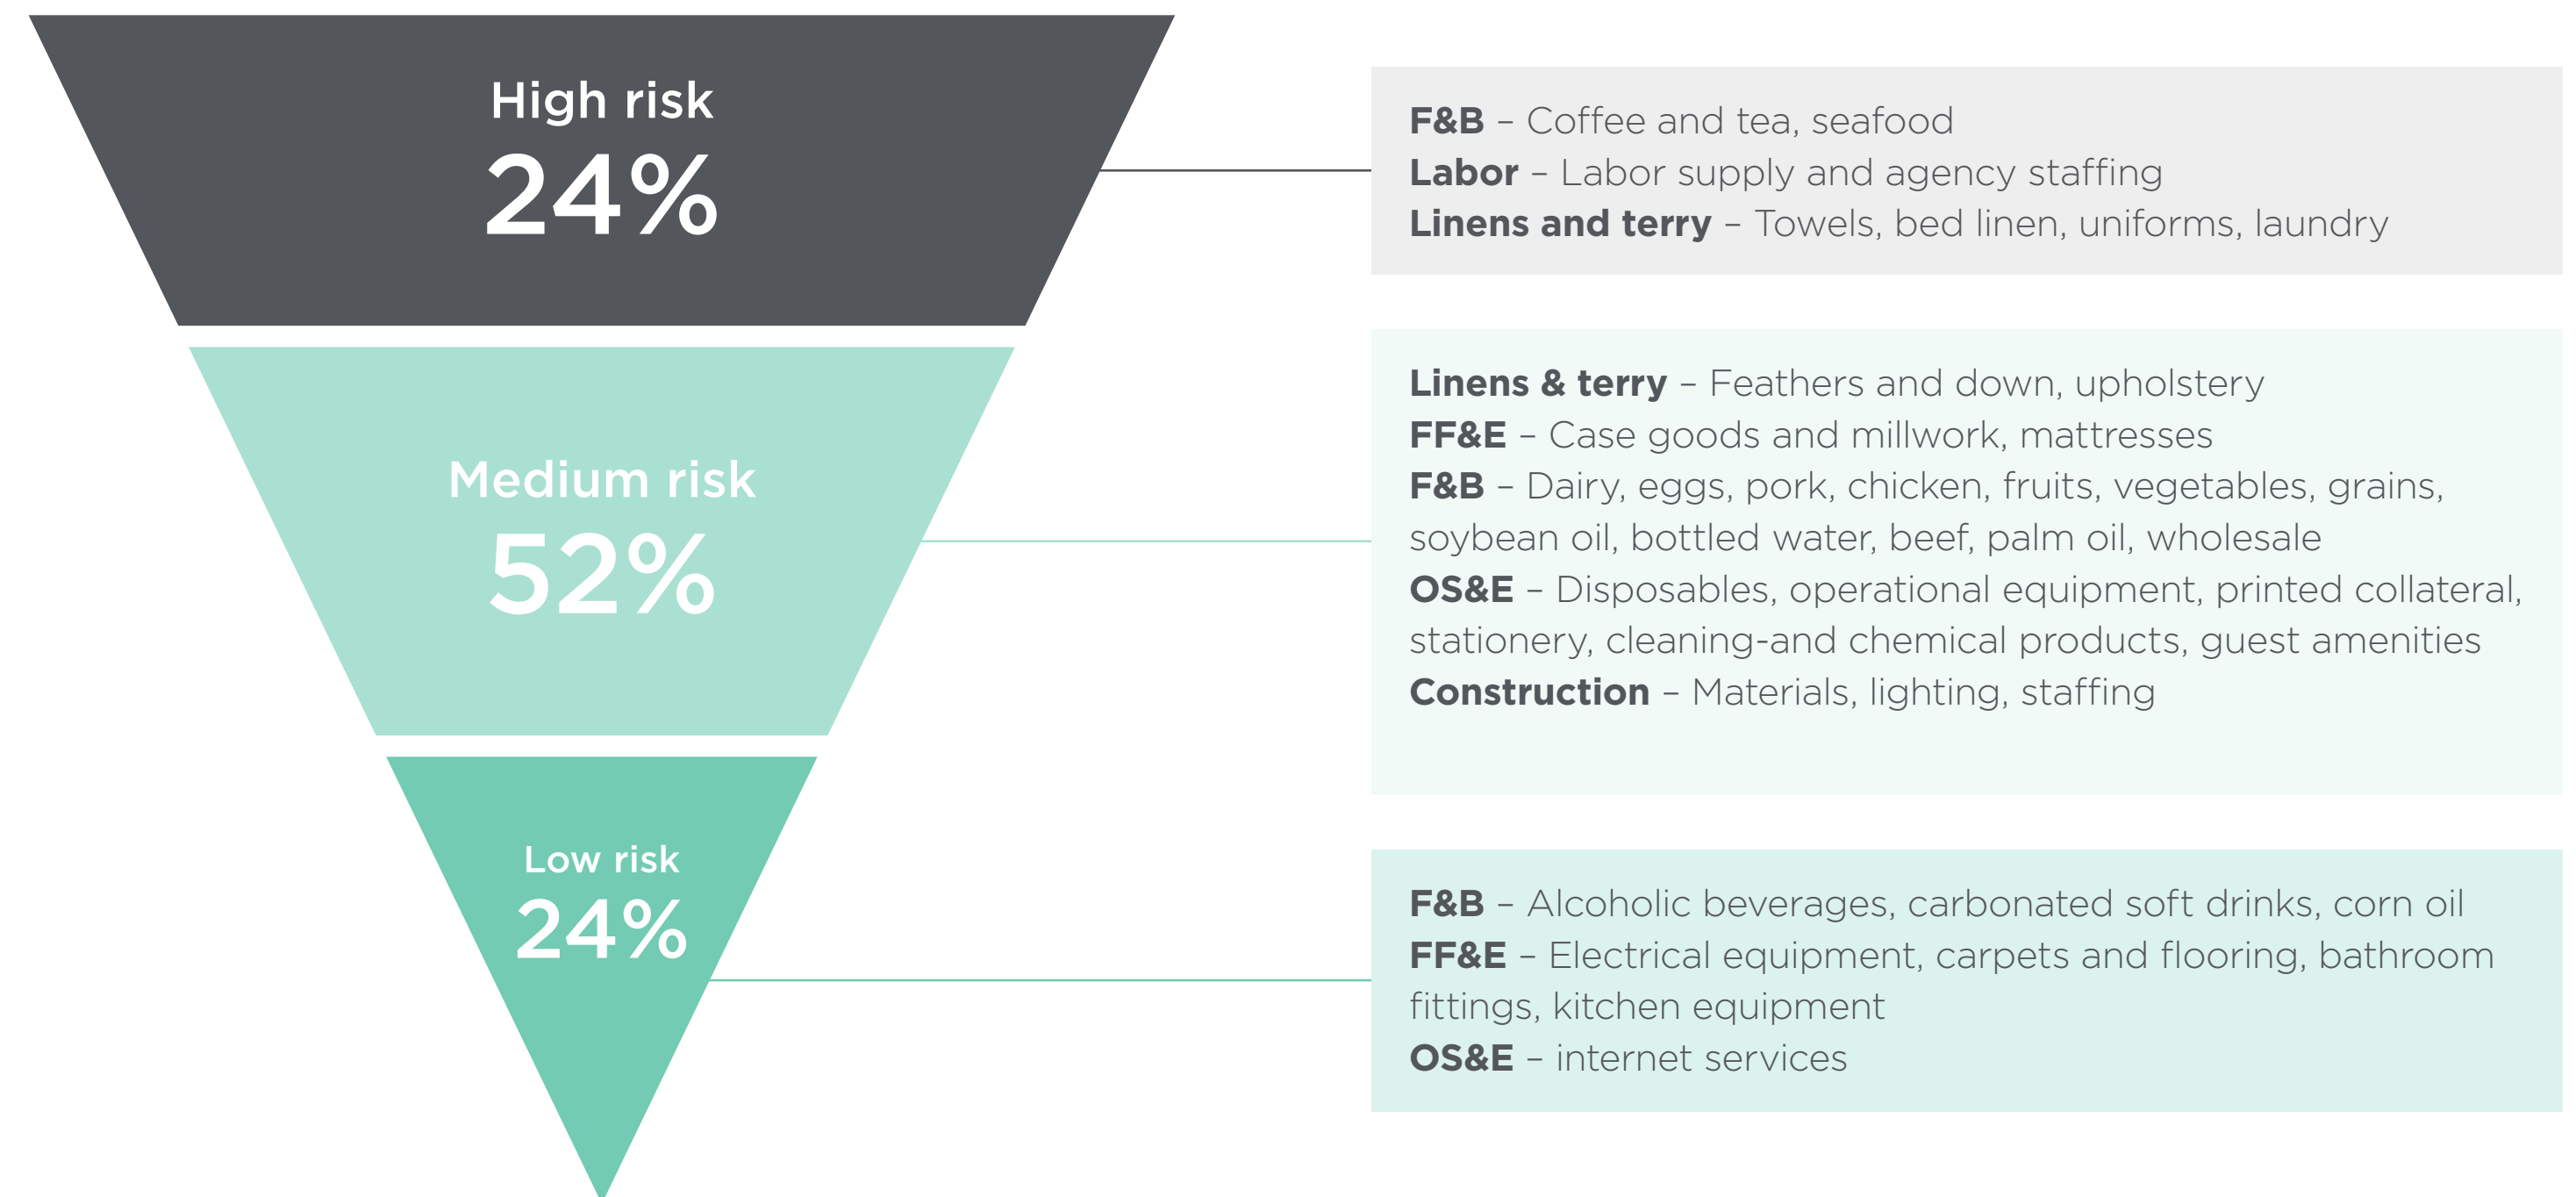 High risk
24%
F&B – Coffee and tea, seafood
Labor – Labor supply and agency staffing
Linens and terry – Towels, bed linen, uniforms, laundry
Medium risk
52%
Linens & terry – Feathers and down, upholstery
FF&E – Case goods and millwork, mattresses
F&B – Dairy, eggs, pork, chicken, fruits, vegetables, grains,
soybean oil, bottled water, beef, palm oil, wholesale
OS&E – Disposables, operational equipment, printed collateral,
stationery, cleaning-and chemical products, guest amenities
Construction – Materials, lighting, staffing
Low risk
24%
F&B – Alcoholic beverages, carbonated soft drinks, corn oil
FF&E – Electrical equipment, carpets and flooring, bathroom
fittings, kitchen equipment
OS&E – internet services